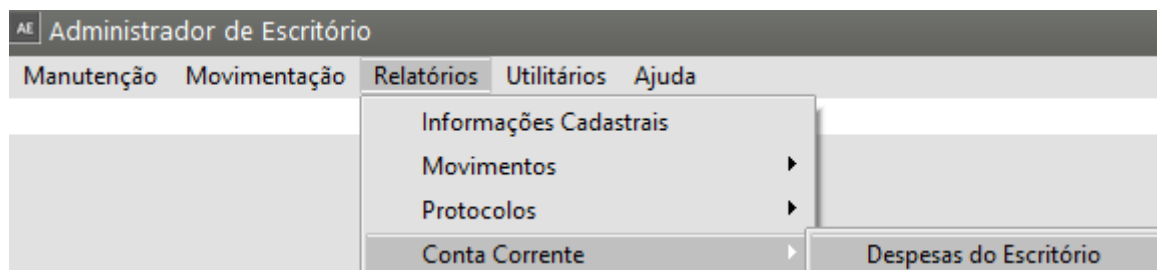 AE Administrador de Escritório
Manutenção Movimentação Relatórios Utilitários Ajuda
Informações Cadastrais
Movimentos
Protocolos
Conta Corrente Despesas do Escritório